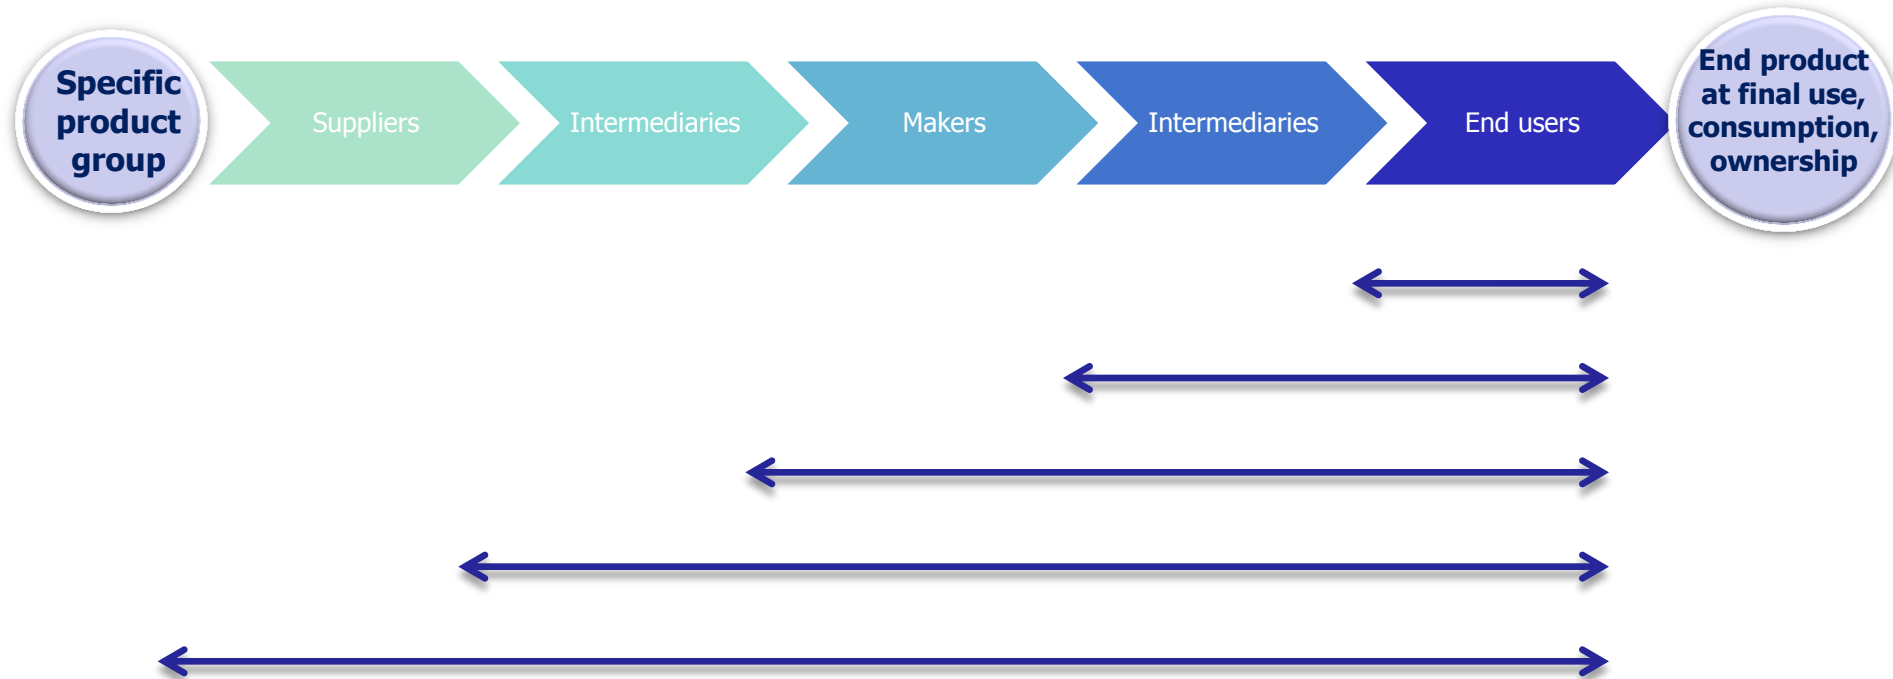 Specific
product
group
Suppliers
Intermediaries
Makers
Intermediaries
End users
End product
at final use,
consumption,
ownership